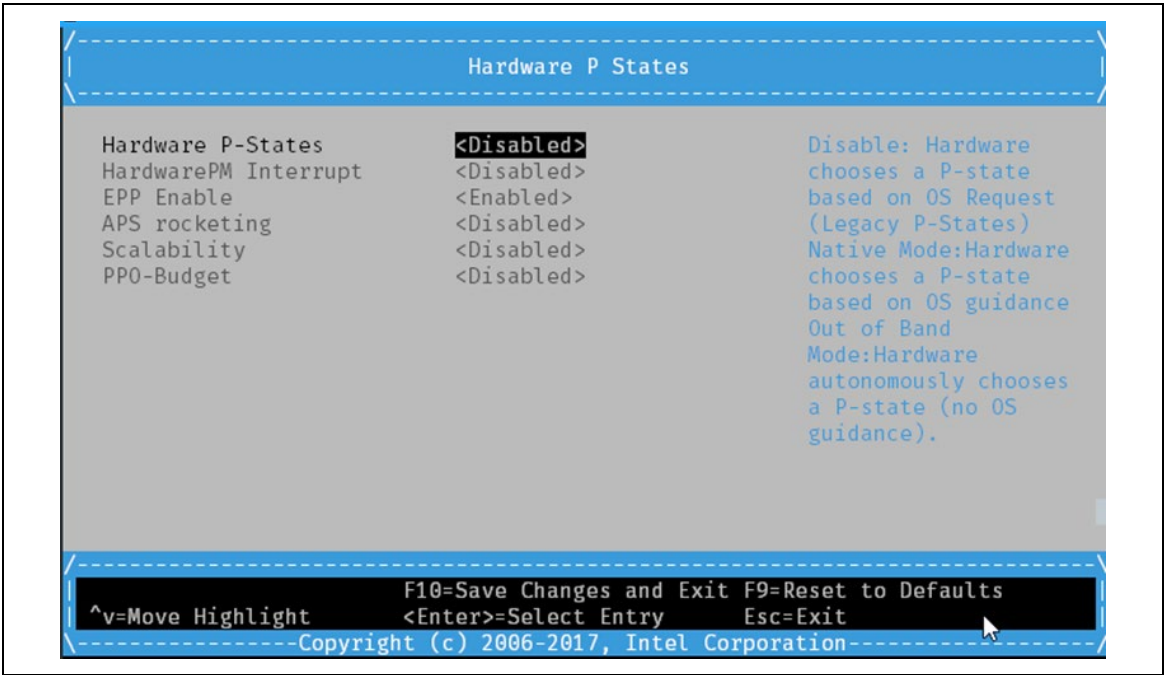 Hardware P States
Hardware P-States <Disabled>
HardwarePM Interrupt <Disabled>
EPP Enable <Enabled>
APS rocketing <Disabled>
Scalability <Disabled>
PPO-Budget <Disabled>
Disable: Hardware
chooses a P-state
based on OS Request
(Legacy P-States)
Native Mode:Hardware
chooses a P-state
based on OS guidance
Out of Band
Mode:Hardware
autonomously chooses
a P-state (no OS
guidance).
F10=Save Changes and Exit F9=Reset to Defaults
^v=Move Highlight <Enter>=Select Entry Esc=Exit
Copyright (c) 2006-2017, Intel Corporation